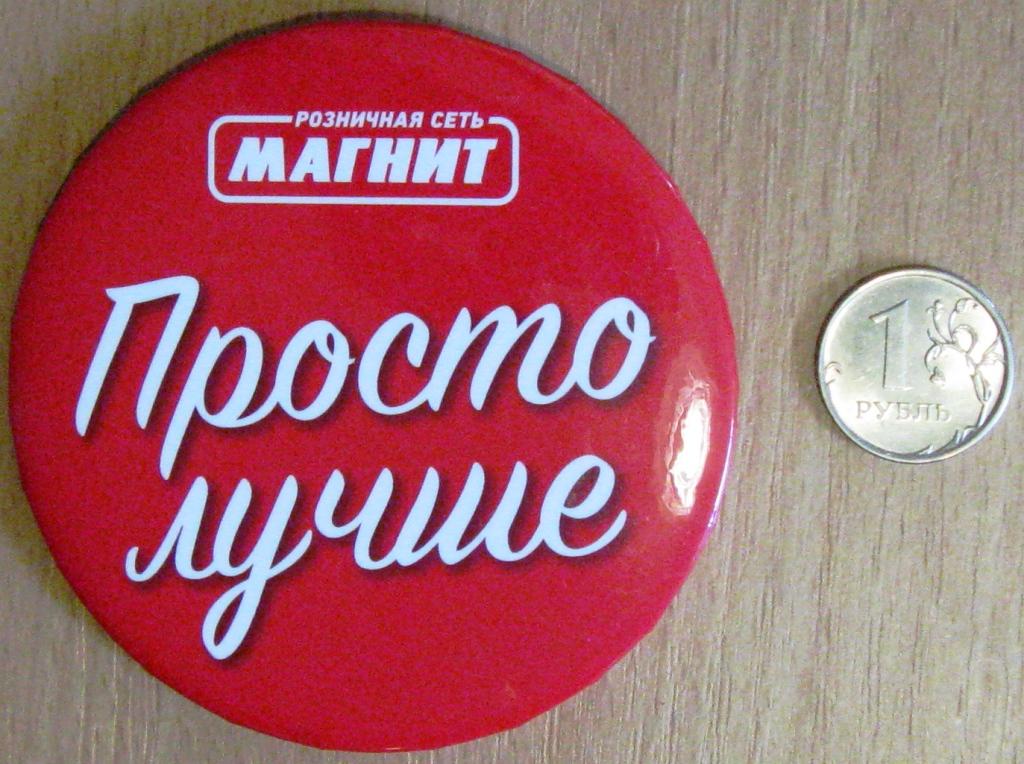 РОЗНИЧНАЯ СЕТЬ
МАГНИТ
Просто
лучше
1
РУБЛЬ